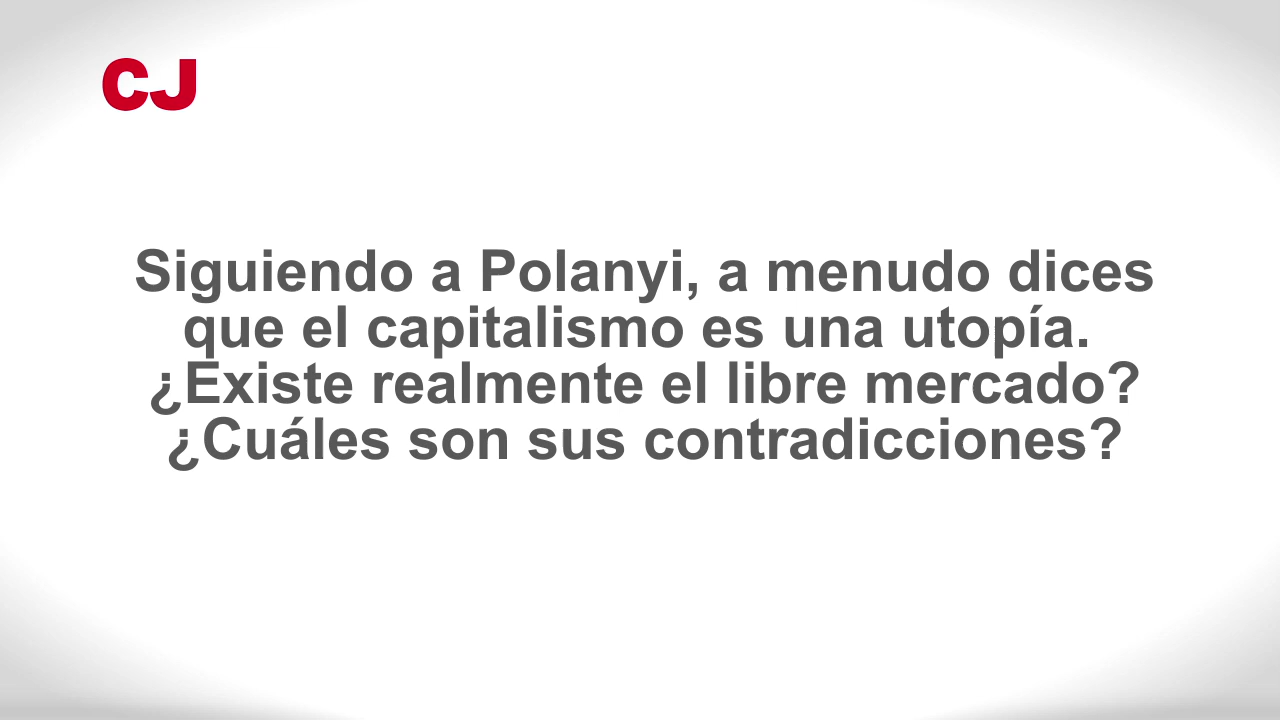 CJ
Siguiendo a Polanyi, a menudo dices
que el capitalismo es una utopía.
¿Existe realmente el libre mercado?
¿Cuáles son sus contradicciones?